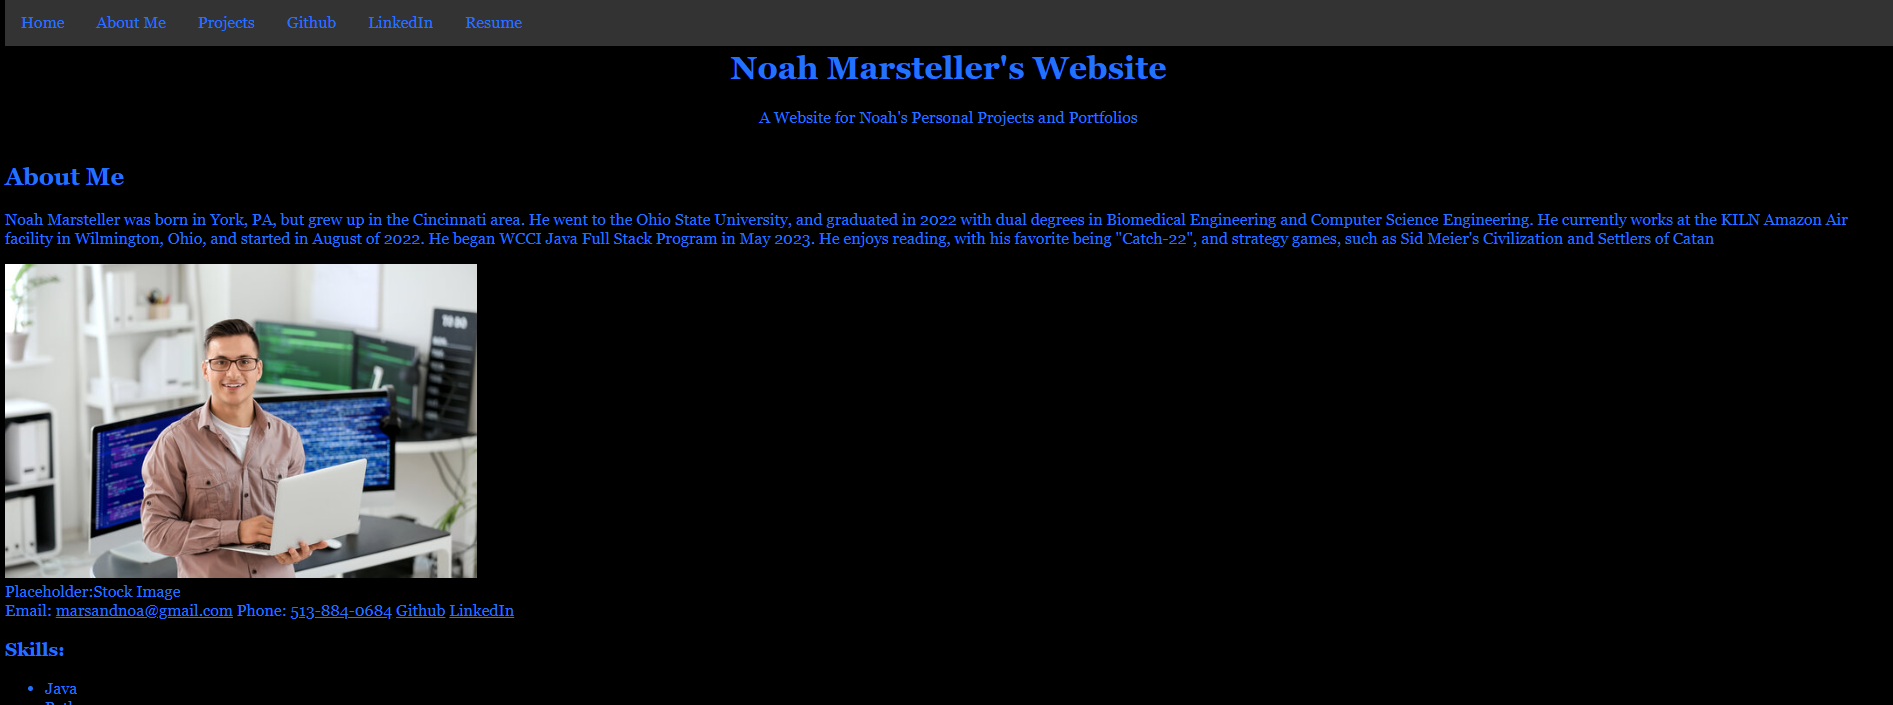 Home About Me Projects Github LinkedIn Resume
Noah Marsteller's Website
A Website for Noah's Personal Projects and Portfolios
About Me
Noah Marsteller was born in York, PA, but grew up in the Cincinnati area. He went to the Ohio State University, and graduated in 2022 with dual degrees in Biomedical Engineering and Computer Science Engineering. He currently works at the KILN Amazon Air
facility in Wilmington, Ohio, and started in August of 2022. He began WCCI Java Full Stack Program in May 2023. He enjoys reading, with his favorite being "Catch-22", and strategy games, such as Sid Meier's Civilization and Settlers of Catan
TO DO
Placeholder:Stock Image
Email: marsandnoa@gmail.com Phone: 513-884-0684 Github LinkedIn
Skills:
• Java